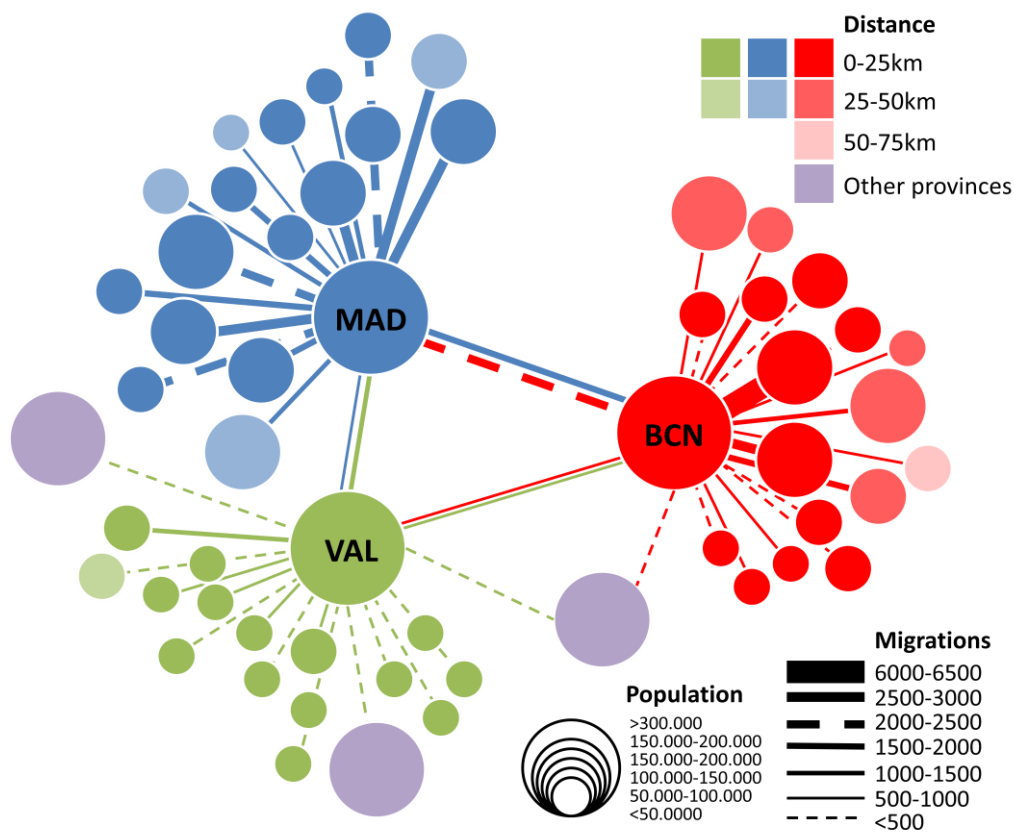 Distance
0-25km
25-50km
50-75km
Other provinces
MAD
BCN
VAL
Population
>300.000
150.000-200.000
150.000-200.000
100.000-150.000
50.000-100.000
<50.0000
Migrations
6000-6500
2500-3000
2000-2500
1500-2000
1000-1500
500-1000
<500